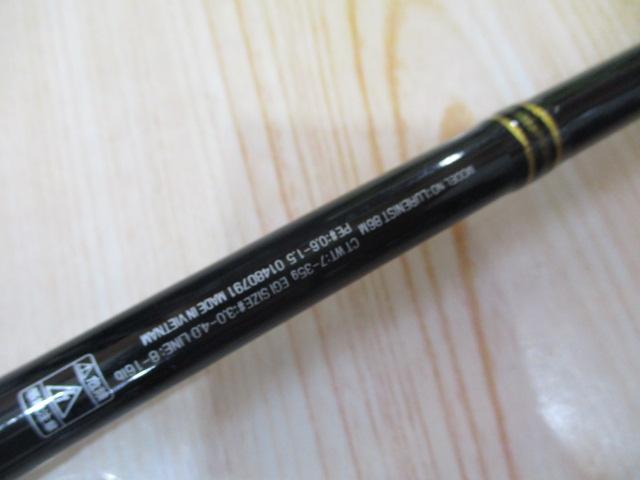 MODEL NO:LURENIST 86M
CT WT:7-35g EGI SIZE#:3.0-4.0 LINE:8-16lb
PE#:0.6-1.5 01480791 MADE IN VIETNAM